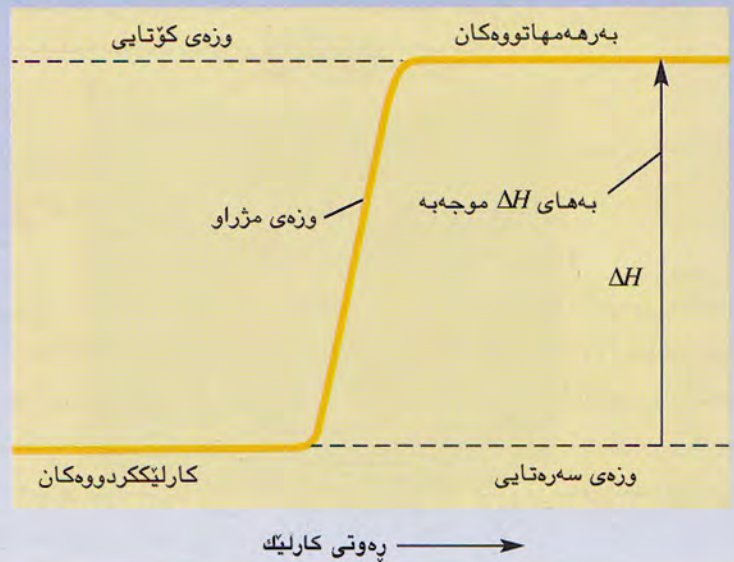 بەرهەمهاتووەکان
وزەی کۆتایی
بەهای ΔH موجەبە
وزەی مژراو
ΔH
وزەی سەرەتایی
کارلێککردووەکان
ڕەوتی کارلێك